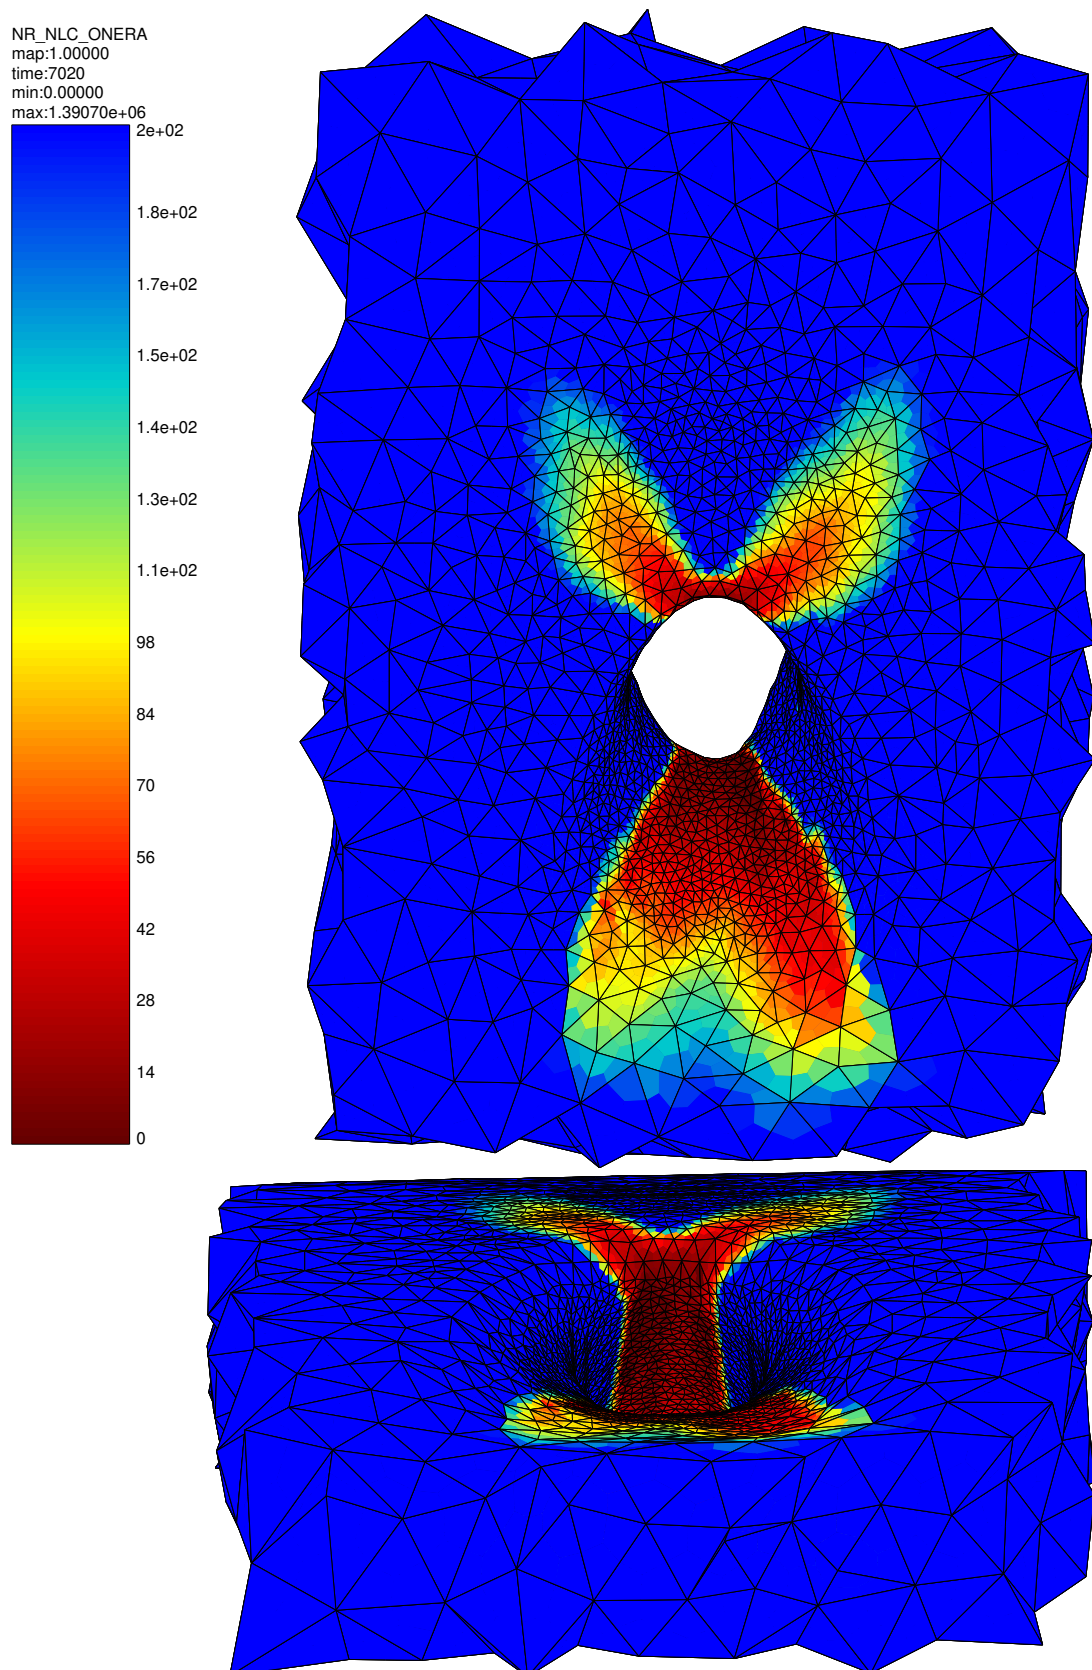 NR_NLC_ONERA
map:1.00000
time:7020
min:0.00000
max:1.39070e+06
2e+02
1.8e+02
1.7e+02
1.5e+02
1.4e+02
1.3e+02
1.1e+02
98
84
70
56
42
28
14
0